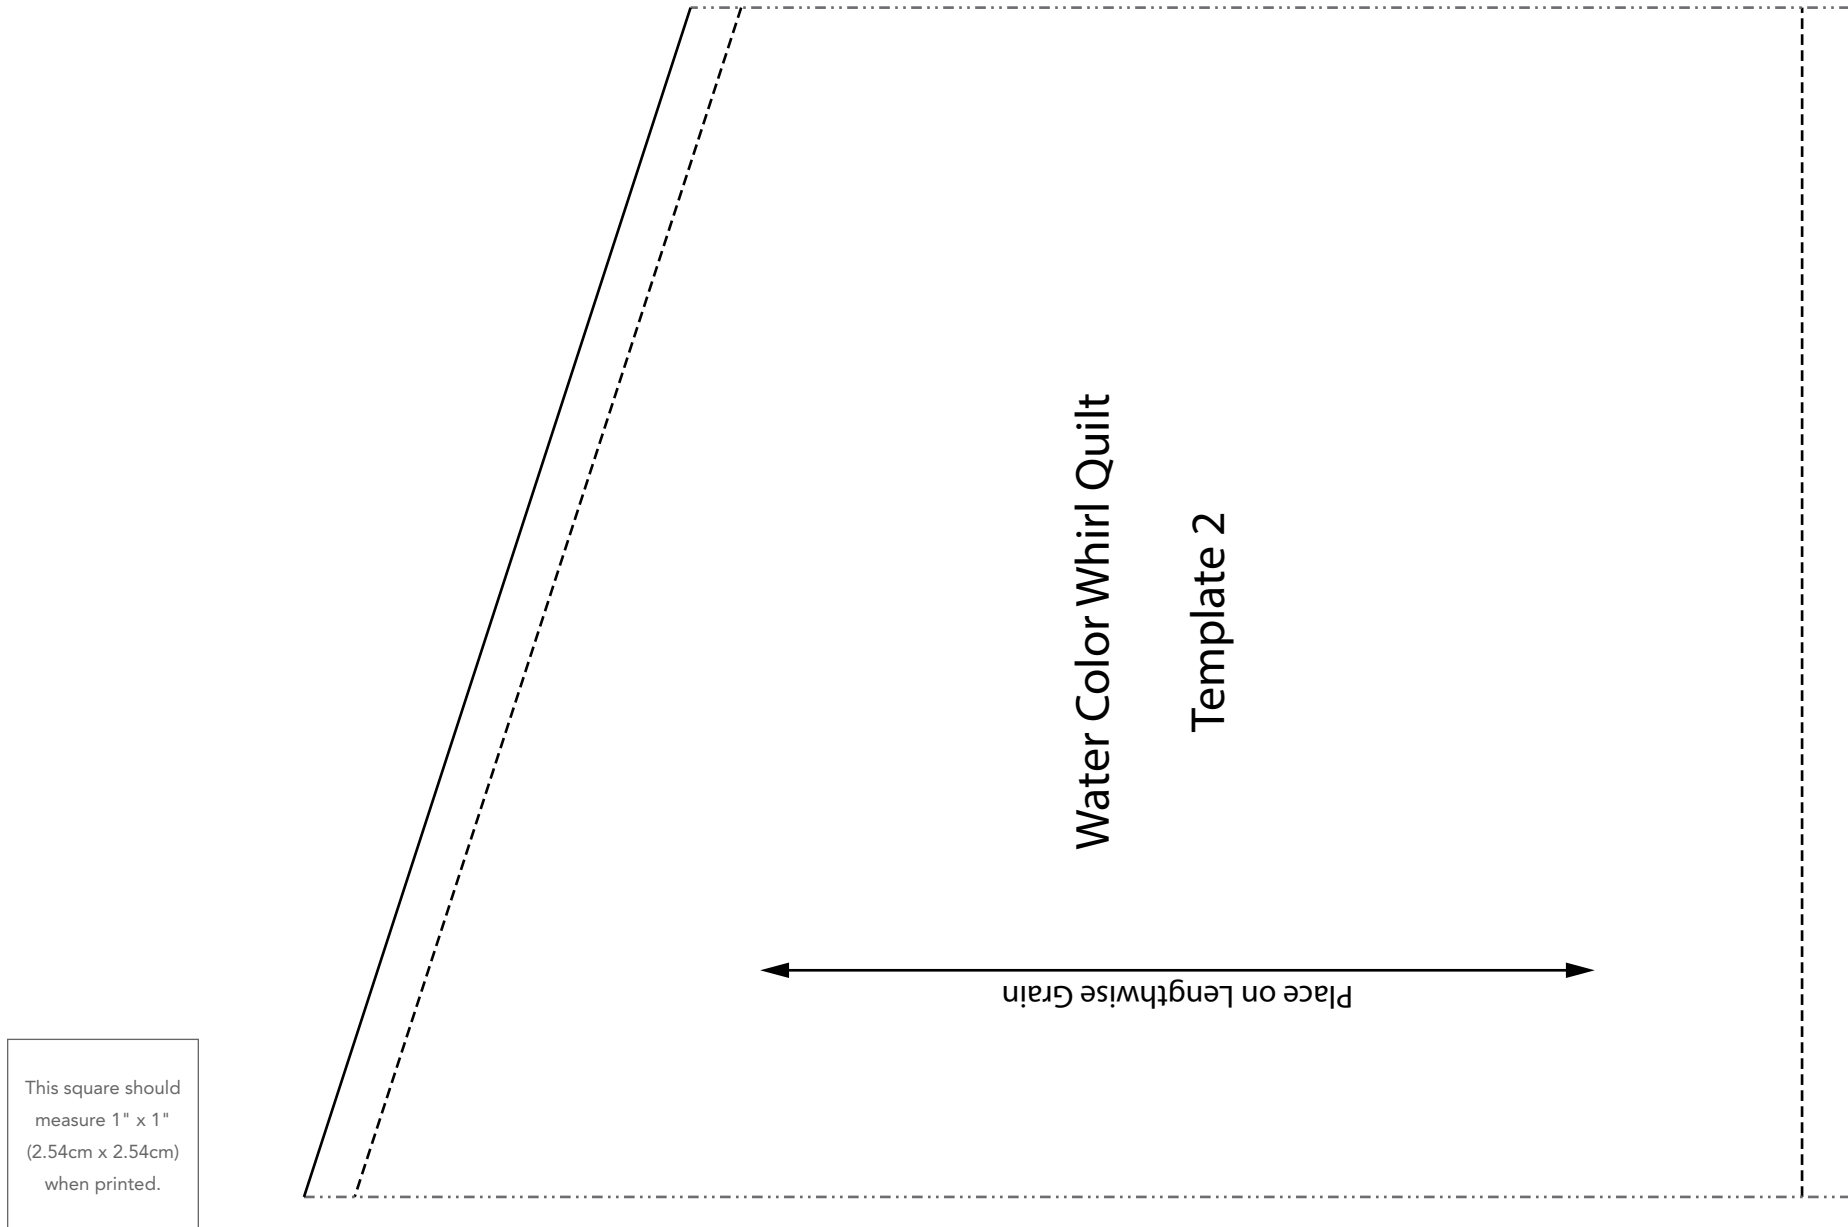 Water Color Whirl Quilt
Template 2
Place on Lengthwise Grain
This square should
measure 1" x 1"
(2.54cm x 2.54cm)
when printed.